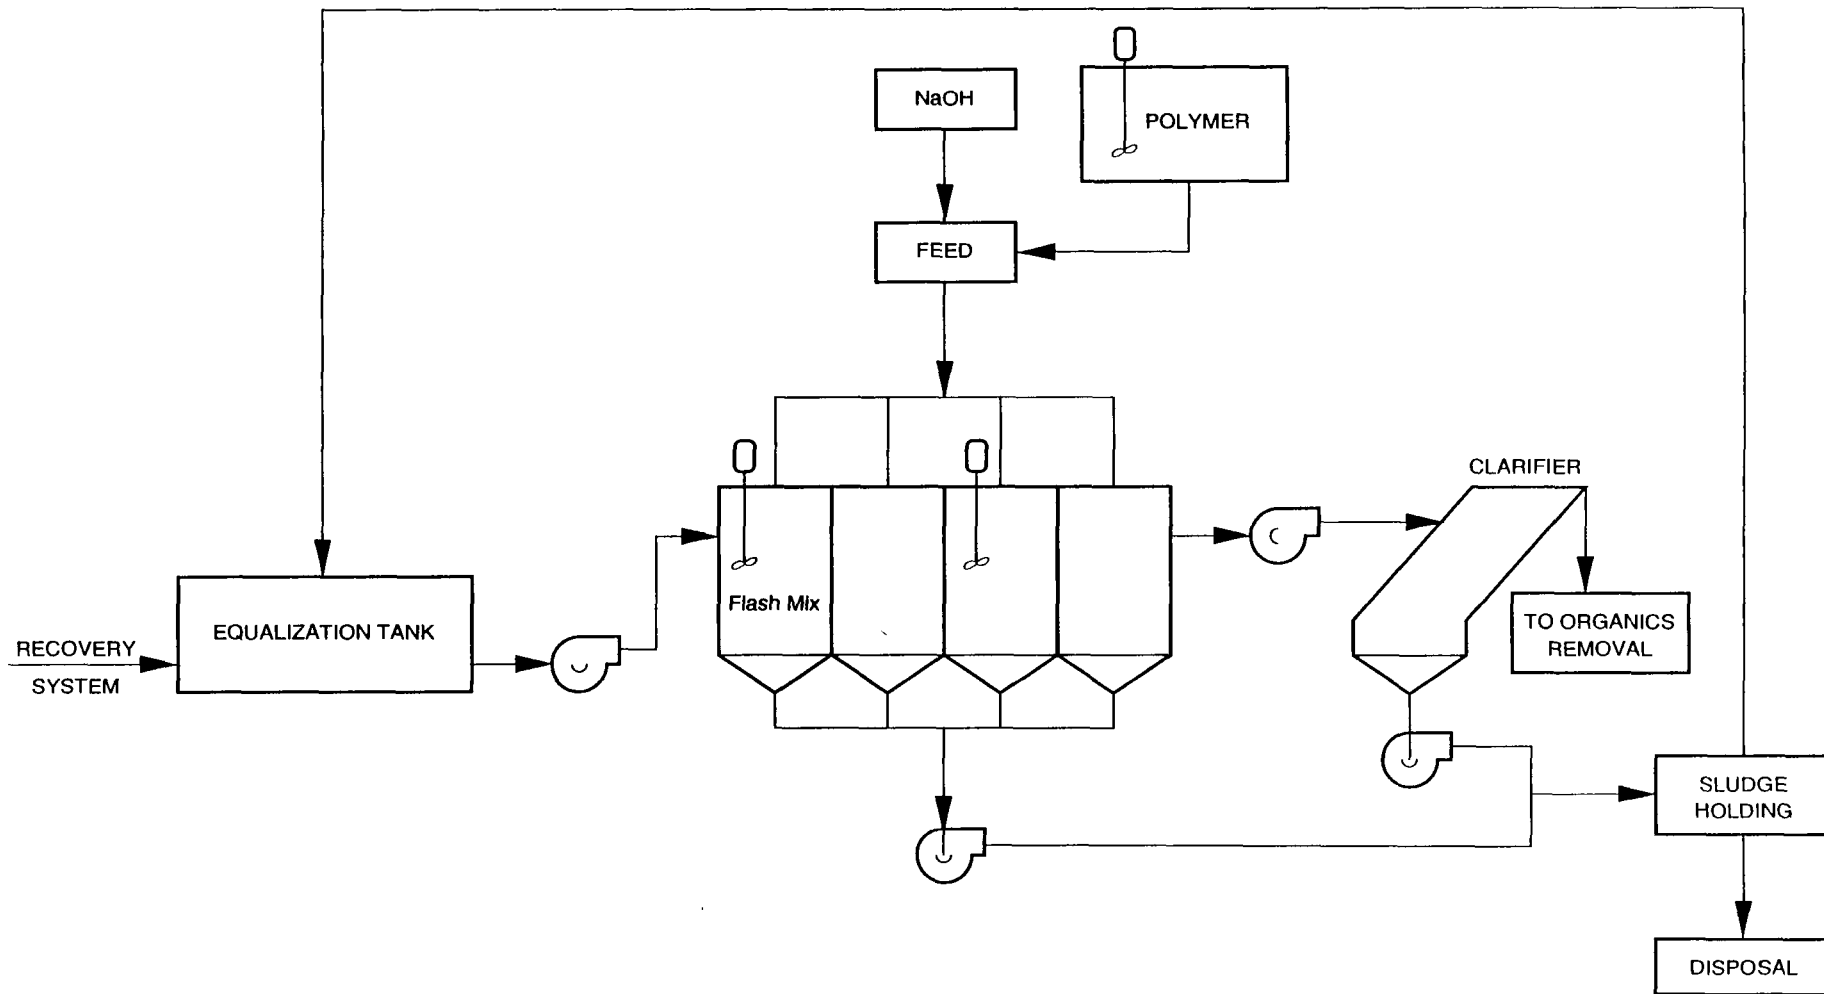 NaOH
POLYMER
FEED
CLARIFIER
Flash Mix
TO ORGANICS
REMOVAL
EQUALIZATION TANK
RECOVERY
SYSTEM
SLUDGE
HOLDING
DISPOSAL